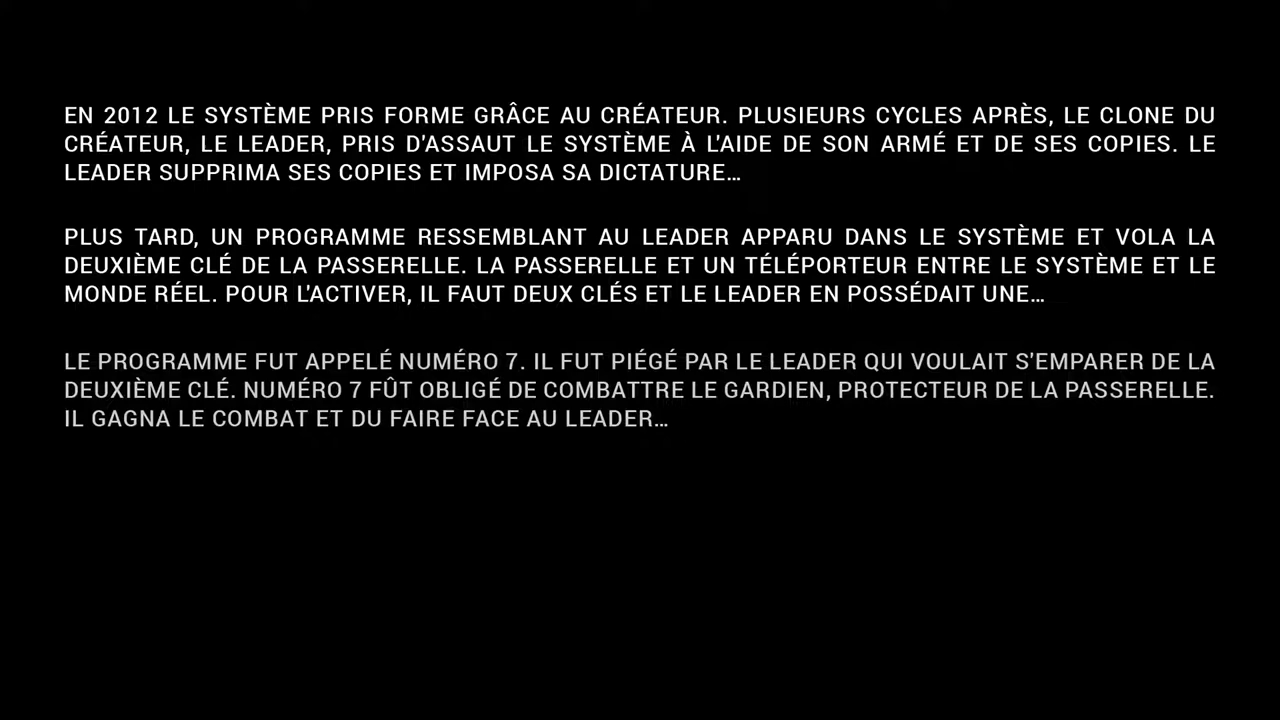 EN 2012 LE SYSTÈME PRIS FORME GRÂCE AU CRÉATEUR. PLUSIEURS CYCLES APRÈS, LE CLONE DU
CRÉATEUR, LE LEADER, PRIS D'ASSAUT LE SYSTÈME À L'AIDE DE SON ARMÉ ET DE SES COPIES. LE
LEADER SUPPRIMA SES COPIES ET IMPOSA SA DICTATURE…
PLUS TARD, UN PROGRAMME RESSEMBLANT AU LEADER APPARU DANS LE SYSTÈME ET VOLA LA
DEUXIÈME CLÉ DE LA PASSERELLE. LA PASSERELLE ET UN TÉLÉPORTEUR ENTRE LE SYSTÈME ET LE
MONDE RÉEL. POUR L'ACTIVER, IL FAUT DEUX CLÉS ET LE LEADER EN POSSÉDAIT UNE…
LE PROGRAMME FUT APPELÉ NUMÉRO 7. IL FUT PIÉGÉ PAR LE LEADER QUI VOULAIT S'EMPARER DE LA
DEUXIÈME CLÉ. NUMÉRO 7 FÛT OBLIGÉ DE COMBATTRE LE GARDIEN, PROTECTEUR DE LA PASSERELLE.
IL GAGNA LE COMBAT ET DU FAIRE FACE AU LEADER…